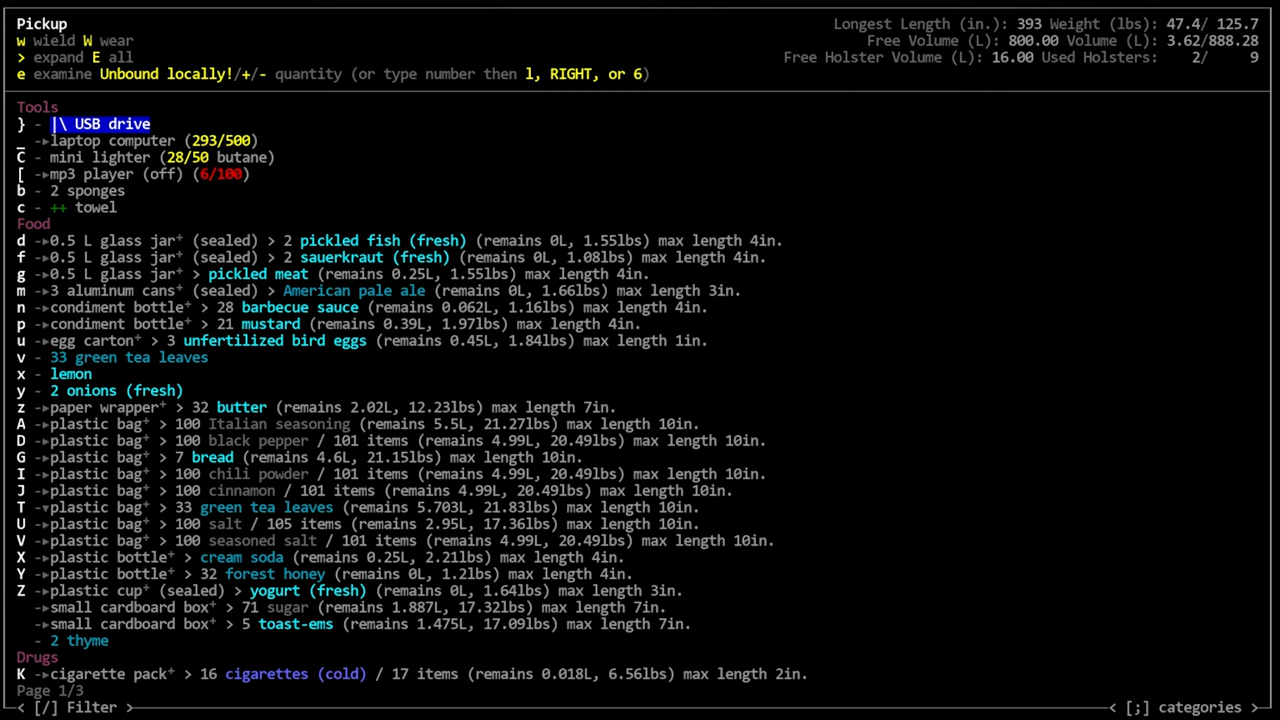 Pickup
Longest Length (in.): 393 Weight (lbs): 47.4/ 125.7
w wield W wear
Free Volume (L): 800.00 Volume (L): 3.62/888.28
> expand E all
Free Holster Volume (L): 16.00 Used Holsters: 2/ 9
e examine Unbound locally!/+/- quantity (or type number then l, RIGHT, or 6)
Tools
} - |\ USB drive
_ -▸laptop computer (293/500)
C - mini lighter (28/50 butane)
[ -▸mp3 player (off) (6/100)
b - 2 sponges
c - ++ towel
Food
d -▸0.5 L glass jar⁺ (sealed) > 2 pickled fish (fresh) (remains 0L, 1.55lbs) max length 4in.
f -▸0.5 L glass jar⁺ (sealed) > 2 sauerkraut (fresh) (remains 0L, 1.08lbs) max length 4in.
g -▸0.5 L glass jar⁺ > pickled meat (remains 0.25L, 1.55lbs) max length 4in.
m -▸3 aluminum cans⁺ (sealed) > American pale ale (remains 0L, 1.66lbs) max length 3in.
n -▸condiment bottle⁺ > 28 barbecue sauce (remains 0.062L, 1.16lbs) max length 4in.
p -▸condiment bottle⁺ > 21 mustard (remains 0.39L, 1.97lbs) max length 4in.
u -▸egg carton⁺ > 3 unfertilized bird eggs (remains 0.45L, 1.84lbs) max length 1in.
v - 33 green tea leaves
x - lemon
y - 2 onions (fresh)
z -▸paper wrapper⁺ > 32 butter (remains 2.02L, 12.23lbs) max length 7in.
A -▸plastic bag⁺ > 100 Italian seasoning (remains 5.5L, 21.27lbs) max length 10in.
D -▸plastic bag⁺ > 100 black pepper / 101 items (remains 4.99L, 20.49lbs) max length 10in.
G -▸plastic bag⁺ > 7 bread (remains 4.6L, 21.15lbs) max length 10in.
I -▸plastic bag⁺ > 100 chili powder / 101 items (remains 4.99L, 20.49lbs) max length 10in.
J -▸plastic bag⁺ > 100 cinnamon / 101 items (remains 4.99L, 20.49lbs) max length 10in.
T -▾plastic bag⁺ > 33 green tea leaves (remains 5.703L, 21.83lbs) max length 10in.
U -▸plastic bag⁺ > 100 salt / 105 items (remains 2.95L, 17.36lbs) max length 10in.
V -▸plastic bag⁺ > 100 seasoned salt / 101 items (remains 4.99L, 20.49lbs) max length 10in.
X -▸plastic bottle⁺ > cream soda (remains 0.25L, 2.21lbs) max length 4in.
Y -▸plastic bottle⁺ > 32 forest honey (remains 0L, 1.2lbs) max length 4in.
Z -▸plastic cup⁺ (sealed) > yogurt (fresh) (remains 0L, 1.64lbs) max length 3in.
-▸small cardboard box⁺ > 71 sugar (remains 1.887L, 17.32lbs) max length 7in.
-▸small cardboard box⁺ > 5 toast-ems (remains 1.475L, 17.09lbs) max length 7in.
- 2 thyme
Drugs
K -▸cigarette pack⁺ > 16 cigarettes (cold) / 17 items (remains 0.018L, 6.56lbs) max length 2in.
Page 1/3
< [/] Filter >
< [;] categories >